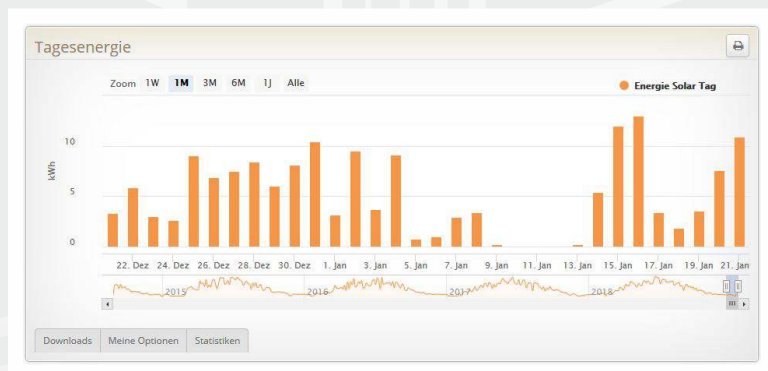 Tagesenergie
Zoom 1W 1M 3M 6M 1J Alle
Energie Solar Tag
kWh
10
5
0
22. Dez 24. Dez 26. Dez 28. Dez 30. Dez 1. Jan 3. Jan 5. Jan 7. Jan 9. Jan 11. Jan 13. Jan 15. Jan 17. Jan 19. Jan 21. Jan
2015 2016 2017 2018
Downloads Meine Optionen Statistiken